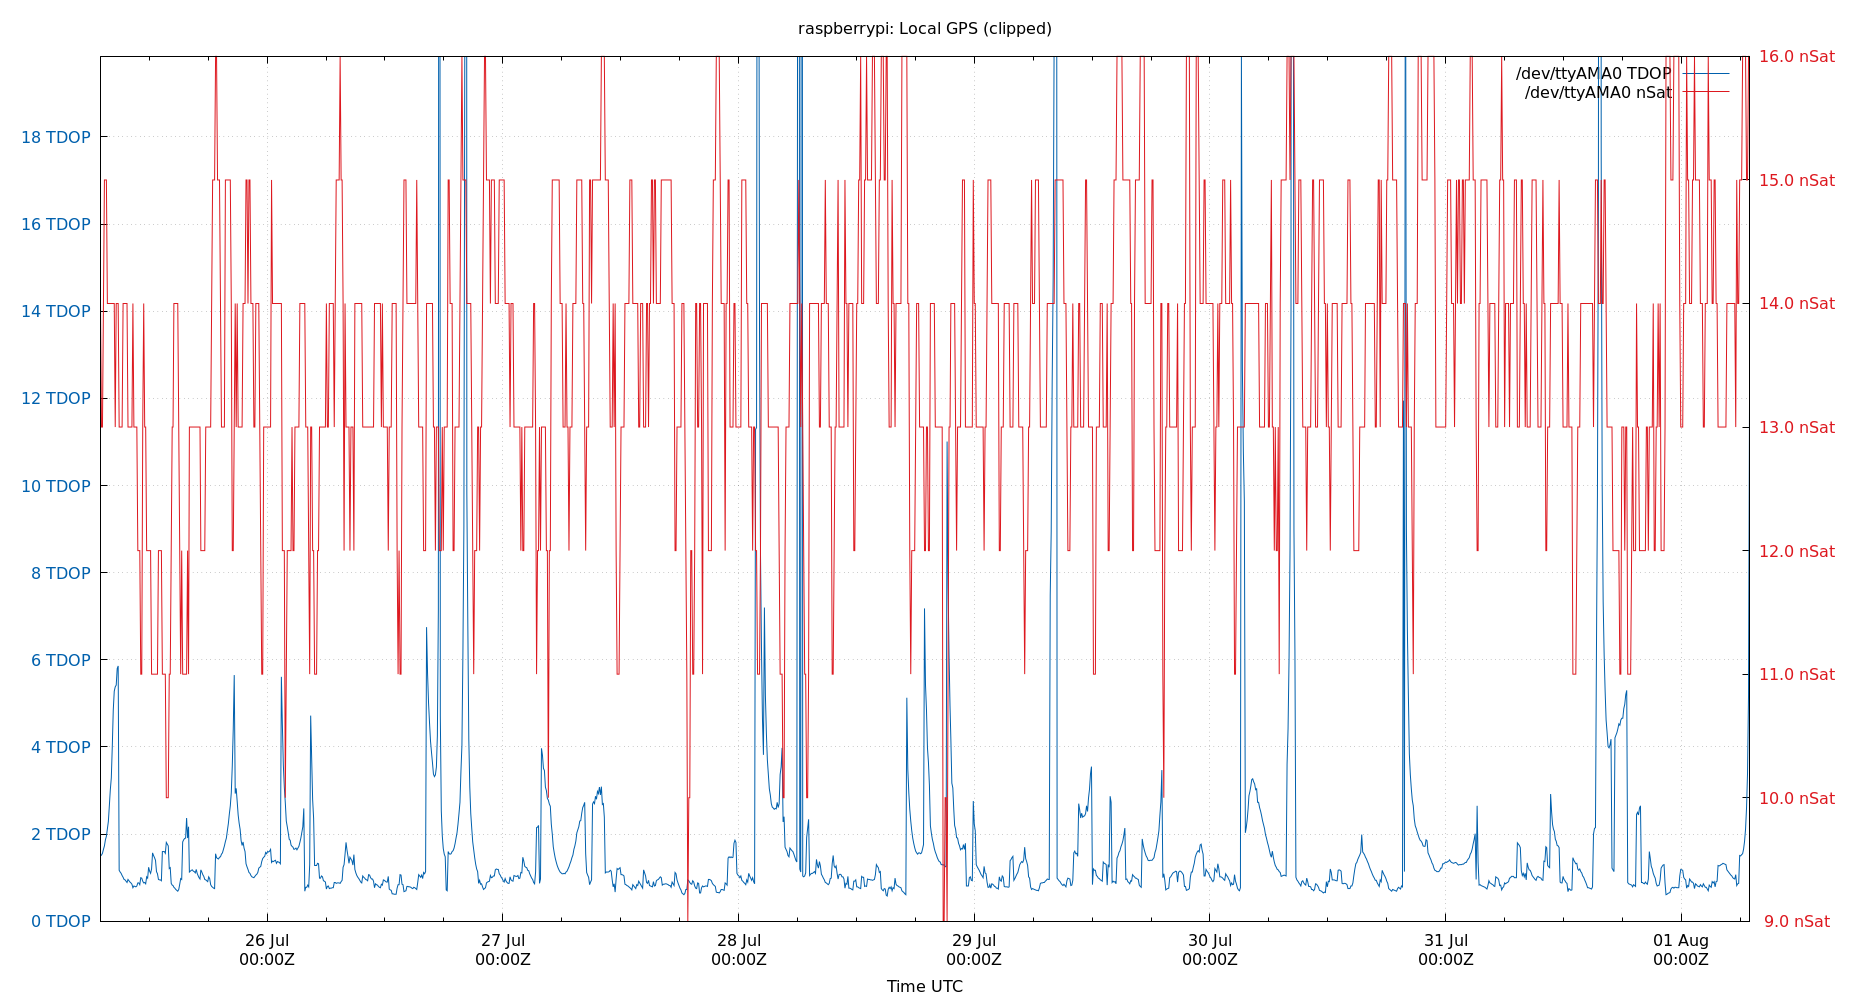 raspberrypi: Local GPS (clipped)
/dev/ttyAMA0 TDOP
/dev/ttyAMA0 nSat
18 TDOP
16 TDOP
14 TDOP
12 TDOP
10 TDOP
8 TDOP
6 TDOP
4 TDOP
2 TDOP
0 TDOP
16.0 nSat
15.0 nSat
14.0 nSat
13.0 nSat
12.0 nSat
11.0 nSat
10.0 nSat
9.0 nSat
26 Jul
00:00Z
27 Jul
00:00Z
28 Jul
00:00Z
29 Jul
00:00Z
30 Jul
00:00Z
31 Jul
00:00Z
01 Aug
00:00Z
Time UTC